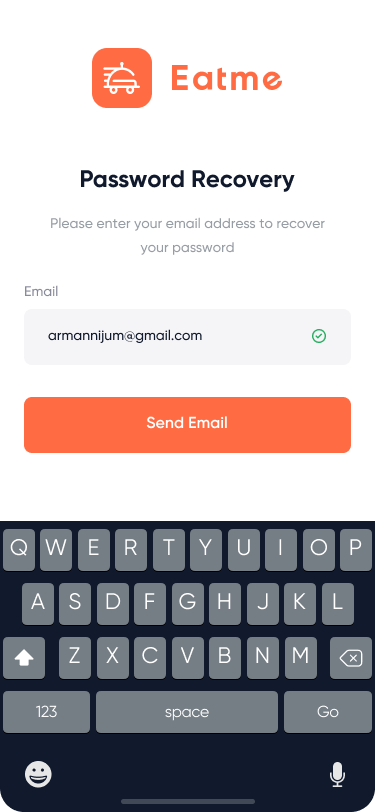 Eatme
Password Recovery
Please enter your email address to recover
your password
Email
armannijum@gmail.com
Send Email
Q W E R T Y U I O P
A S D F G H J K L
Z X C V B N M
123 space Go